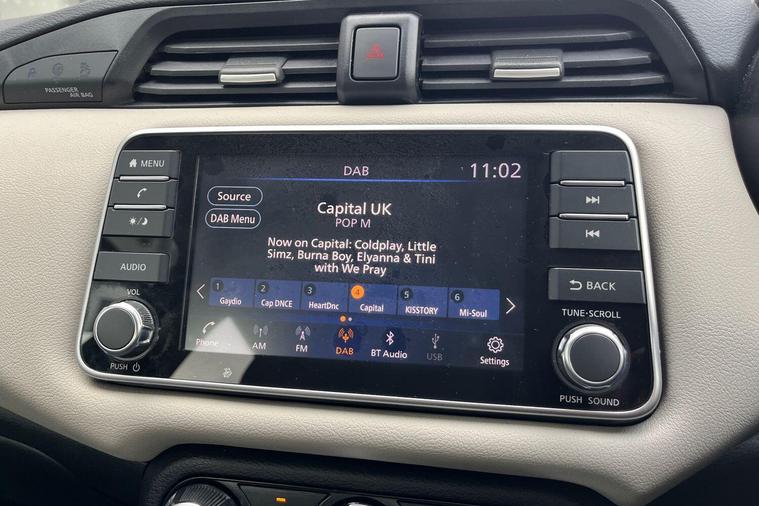 PASSENGER
AIR BAG
MENU
AUDIO
VOL
PUSH
DAB
11:02
Source
DAB Menu
Capital UK
POP M
Now on Capital: Coldplay, Little
Simz, Burna Boy, Elyanna & Tini
with We Pray
1 Gaydio
2 Cap DNCE
3 HeartDnc
4 Capital
5 KISSTORY
6 Mi-Soul
Phone
AM
FM
DAB
BT Audio
USB
Settings
BACK
TUNE·SCROLL
PUSH SOUND